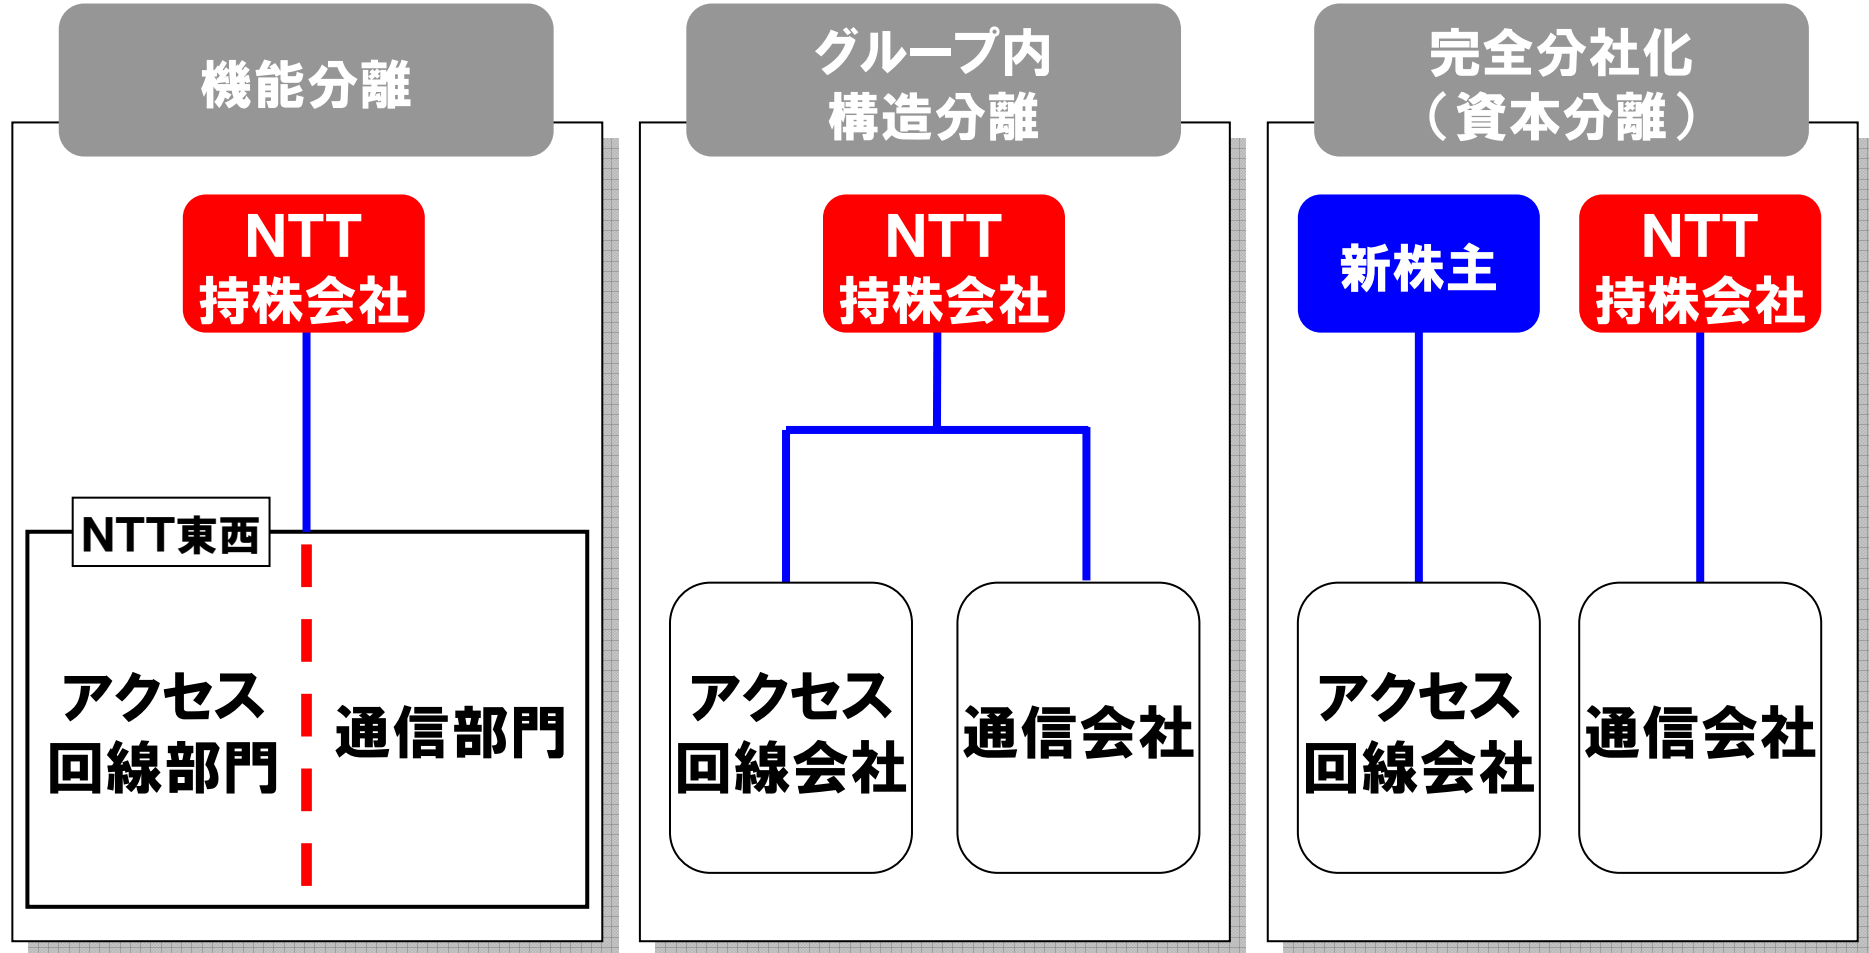 機能分離
NTT
持株会社
NTT東西
アクセス
回線部門
通信部門
グループ内
構造分離
NTT
持株会社
アクセス
回線会社
通信会社
完全分社化
（資本分離）
新株主
NTT
持株会社
アクセス
回線会社
通信会社